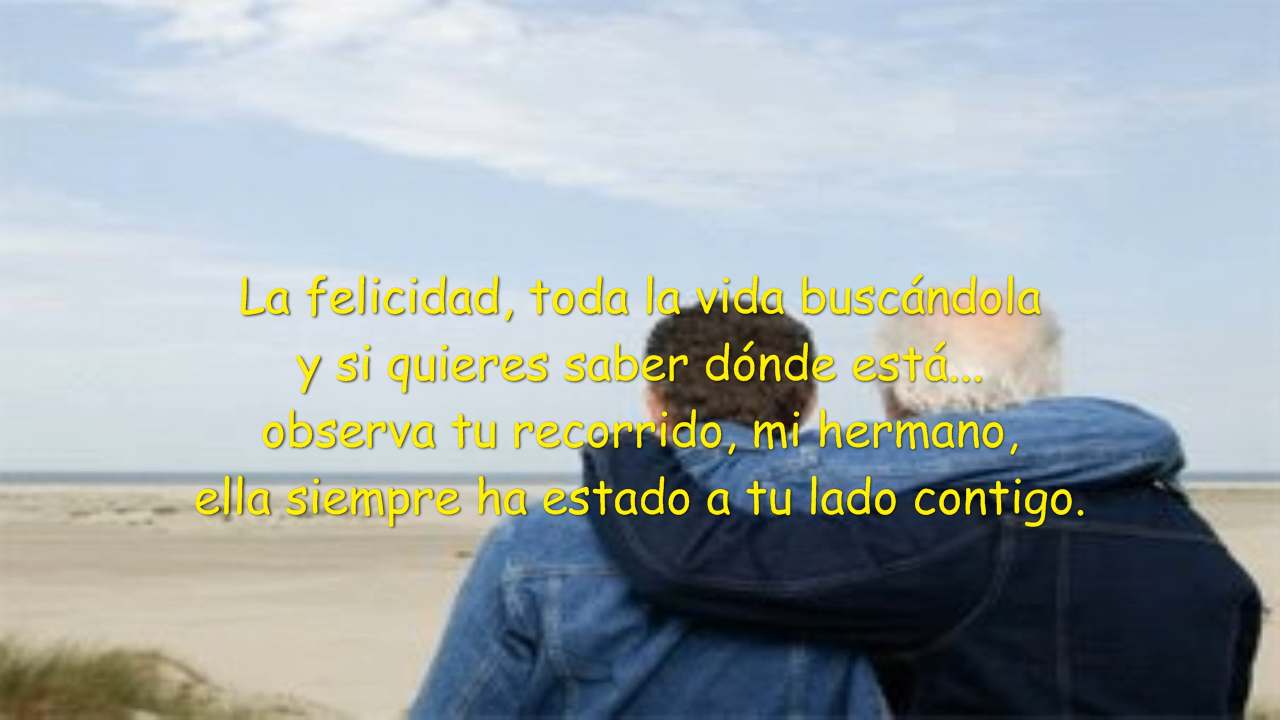 La felicidad, toda la vida buscándola
y si quieres saber dónde está...
observa tu recorrido, mi hermano,
ella siempre ha estado a tu lado contigo.